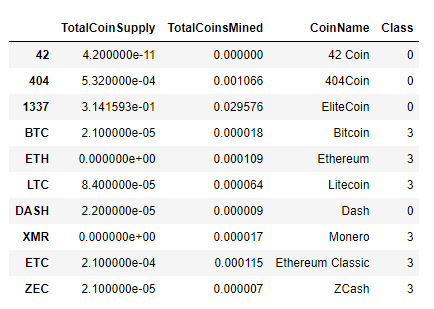 TotalCoinSupply TotalCoinsMined CoinName Class
42 4.200000e-11 0.000000 42 Coin 0
404 5.320000e-04 0.001066 404Coin 0
1337 3.141593e-01 0.029576 EliteCoin 0
BTC 2.100000e-05 0.000018 Bitcoin 3
ETH 0.000000e+00 0.000109 Ethereum 3
LTC 8.400000e-05 0.000064 Litecoin 3
DASH 2.200000e-05 0.000009 Dash 0
XMR 0.000000e+00 0.000017 Monero 3
ETC 2.100000e-04 0.000115 Ethereum Classic 3
ZEC 2.100000e-05 0.000007 ZCash 3